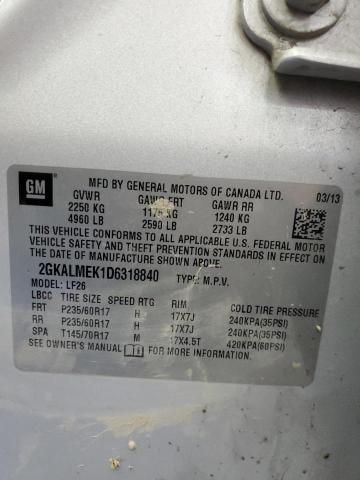 GM
MFD BY GENERAL MOTORS OF CANADA LTD. 03/13
GVWR GAWR FRT GAWR RR
2250 KG 1175 KG 1240 KG
4960 LB 2590 LB 2733 LB
THIS VEHICLE CONFORMS TO ALL APPLICABLE U.S. FEDERAL MOTOR
VEHICLE SAFETY, BUMPER, AND THEFT PREVENTION STANDARDS
IN EFFECT ON THE DATE OF MANUFACTURE SHOWN ABOVE.
2GKALMEK1D6318840 TYPE: M.P.V.
MODEL: LF26
LBCC TIRE SIZE SPEED RTG RIM COLD TIRE PRESSURE
FRT P235/60R17 H 17X7J 240KPA(35PSI)
RR P235/60R17 H 17X7J 240KPA(35PSI)
SPA T145/70R17 M 17X4.5T 420KPA(60PSI)
SEE OWNER'S MANUAL FOR ADDITIONAL INFORMATION